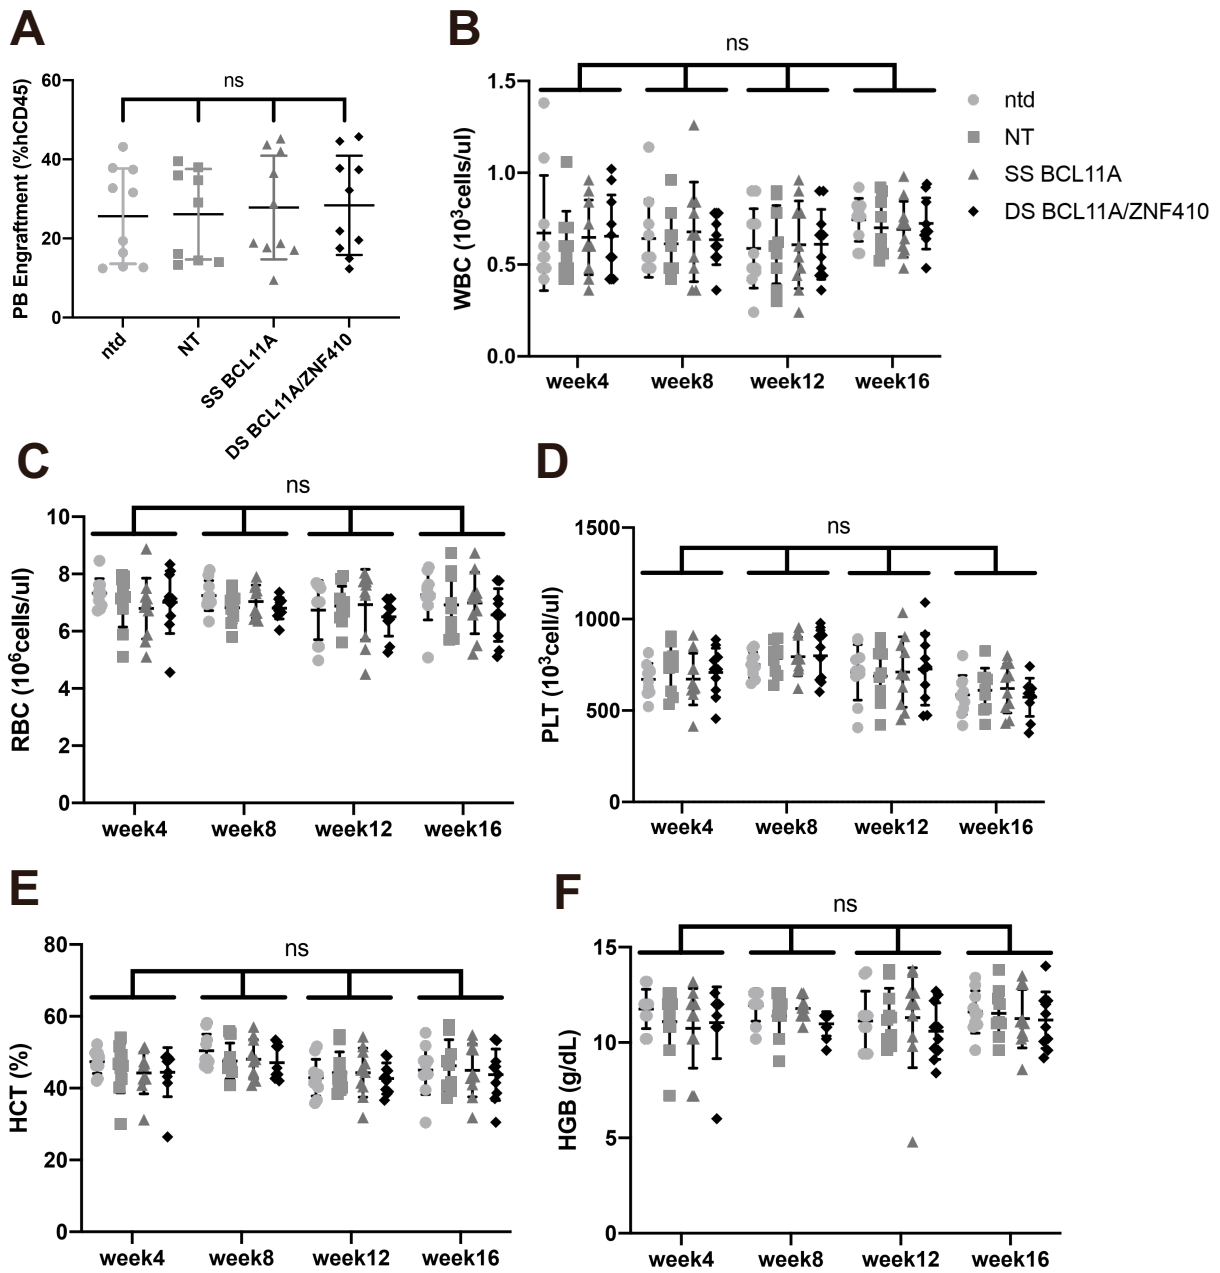 A
PB Engraftment (%hCD45)
60
40
20
0
ns
ntd
NT
SS BCL11A
DS BCL11A/ZNF410
B
WBC (10³cells/ul)
1.5
1.0
0.5
0.0
ns
week4
week8
week12
week16
ntd
NT
SS BCL11A
DS BCL11A/ZNF410
C
RBC (10⁶cells/ul)
10
8
6
4
2
0
ns
week4
week8
week12
week16
D
PLT (10³cell/ul)
1500
1000
500
0
ns
week4
week8
week12
week16
E
HCT (%)
80
60
40
20
0
ns
week4
week8
week12
week16
F
HGB (g/dL)
15
10
5
0
ns
week4
week8
week12
week16